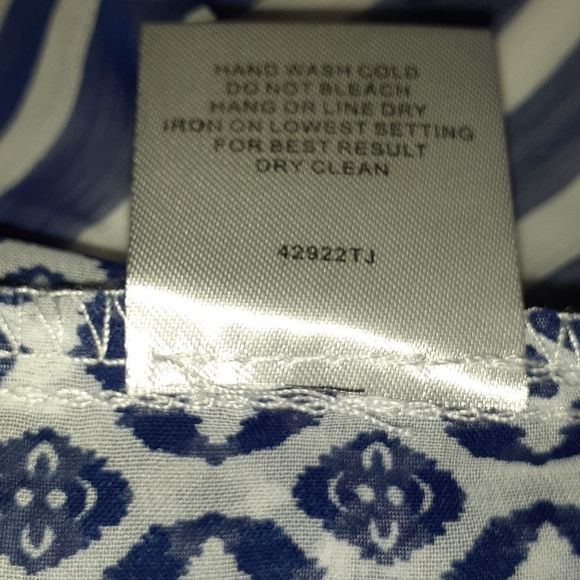 HAND WASH COLD
DO NOT BLEACH
HANG OR LINE DRY
IRON ON LOWEST SETTING
FOR BEST RESULT
DRY CLEAN
42922TJ